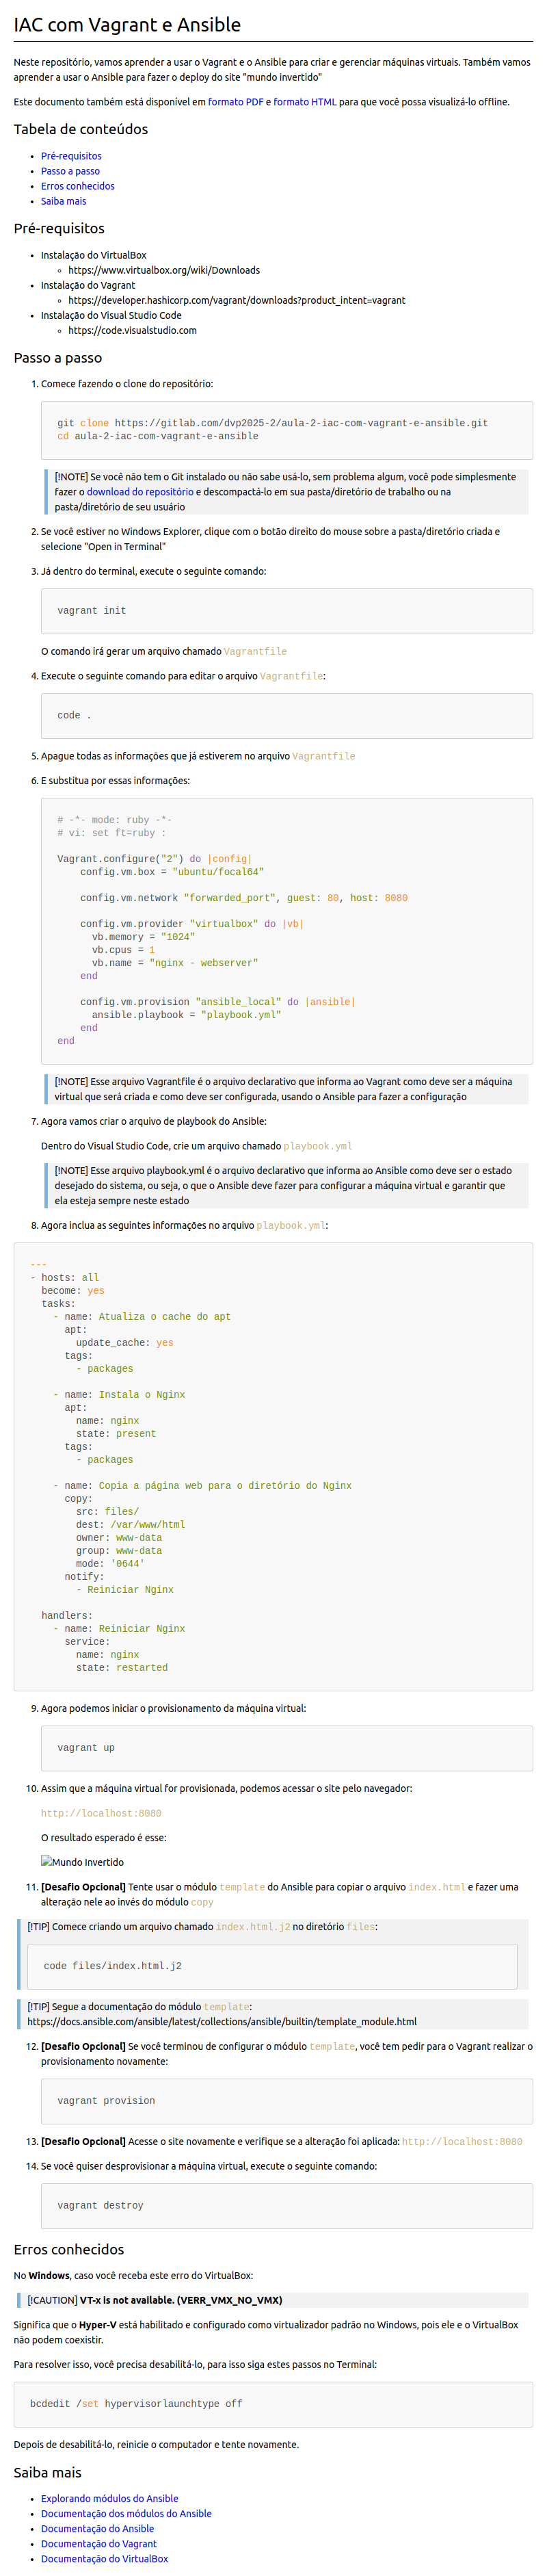 IAC com Vagrant e Ansible
Neste repositório, vamos aprender a usar o Vagrant e o Ansible para criar e gerenciar máquinas virtuais. Também vamos
aprender a usar o Ansible para fazer o deploy do site "mundo invertido"
Este documento também está disponível em formato PDF e formato HTML para que você possa visualizá-lo offline.
Tabela de conteúdos
• Pré-requisitos
• Passo a passo
• Erros conhecidos
• Saiba mais
Pré-requisitos
• Instalação do VirtualBox
◦ https://www.virtualbox.org/wiki/Downloads
• Instalação do Vagrant
◦ https://developer.hashicorp.com/vagrant/downloads?product_intent=vagrant
• Instalação do Visual Studio Code
◦ https://code.visualstudio.com
Passo a passo
1. Comece fazendo o clone do repositório:
git clone https://gitlab.com/dvp2025-2/aula-2-iac-com-vagrant-e-ansible.git
cd aula-2-iac-com-vagrant-e-ansible
[!NOTE] Se você não tem o Git instalado ou não sabe usá-lo, sem problema algum, você pode simplesmente
fazer o download do repositório e descompactá-lo em sua pasta/diretório de trabalho ou na
pasta/diretório de seu usuário
2. Se você estiver no Windows Explorer, clique com o botão direito do mouse sobre a pasta/diretório criada e
selecione "Open in Terminal"
3. Já dentro do terminal, execute o seguinte comando:
vagrant init
O comando irá gerar um arquivo chamado Vagrantfile
4. Execute o seguinte comando para editar o arquivo Vagrantfile:
code .
5. Apague todas as informações que já estiverem no arquivo Vagrantfile
6. E substitua por essas informações:
# -*- mode: ruby -*-
# vi: set ft=ruby :
Vagrant.configure("2") do |config|
config.vm.box = "ubuntu/focal64"
config.vm.network "forwarded_port", guest: 80, host: 8080
config.vm.provider "virtualbox" do |vb|
vb.memory = "1024"
vb.cpus = 1
vb.name = "nginx - webserver"
end
config.vm.provision "ansible_local" do |ansible|
ansible.playbook = "playbook.yml"
end
end
[!NOTE] Esse arquivo Vagrantfile é o arquivo declarativo que informa ao Vagrant como deve ser a máquina
virtual que será criada e como deve ser configurada, usando o Ansible para fazer a configuração
7. Agora vamos criar o arquivo de playbook do Ansible:
Dentro do Visual Studio Code, crie um arquivo chamado playbook.yml
[!NOTE] Esse arquivo playbook.yml é o arquivo declarativo que informa ao Ansible como deve ser o estado
desejado do sistema, ou seja, o que o Ansible deve fazer para configurar a máquina virtual e garantir que
ela esteja sempre neste estado
8. Agora inclua as seguintes informações no arquivo playbook.yml:
---
- hosts: all
become: yes
tasks:
- name: Atualiza o cache do apt
apt:
update_cache: yes
tags:
- packages
- name: Instala o Nginx
apt:
name: nginx
state: present
tags:
- packages
- name: Copia a página web para o diretório do Nginx
copy:
src: files/
dest: /var/www/html
owner: www-data
group: www-data
mode: '0644'
notify:
- Reiniciar Nginx
handlers:
- name: Reiniciar Nginx
service:
name: nginx
state: restarted
9. Agora podemos iniciar o provisionamento da máquina virtual:
vagrant up
10. Assim que a máquina virtual for provisionada, podemos acessar o site pelo navegador:
http://localhost:8080
O resultado esperado é esse:
Mundo Invertido
11. [Desafio Opcional] Tente usar o módulo template do Ansible para copiar o arquivo index.html e fazer uma
alteração nele ao invés do módulo copy
[!TIP] Comece criando um arquivo chamado index.html.j2 no diretório files:
code files/index.html.j2
[!TIP] Segue a documentação do módulo template:
https://docs.ansible.com/ansible/latest/collections/ansible/builtin/template_module.html
12. [Desafio Opcional] Se você terminou de configurar o módulo template, você tem pedir para o Vagrant realizar o
provisionamento novamente:
vagrant provision
13. [Desafio Opcional] Acesse o site novamente e verifique se a alteração foi aplicada: http://localhost:8080
14. Se você quiser desprovisionar a máquina virtual, execute o seguinte comando:
vagrant destroy
Erros conhecidos
No Windows, caso você receba este erro do VirtualBox:
[!CAUTION] VT-x is not available. (VERR_VMX_NO_VMX)
Significa que o Hyper-V está habilitado e configurado como virtualizador padrão no Windows, pois ele e o VirtualBox
não podem coexistir.
Para resolver isso, você precisa desabilitá-lo, para isso siga estes passos no Terminal:
bcdedit /set hypervisorlaunchtype off
Depois de desabilitá-lo, reinicie o computador e tente novamente.
Saiba mais
• Explorando módulos do Ansible
• Documentação dos módulos do Ansible
• Documentação do Ansible
• Documentação do Vagrant
• Documentação do VirtualBox